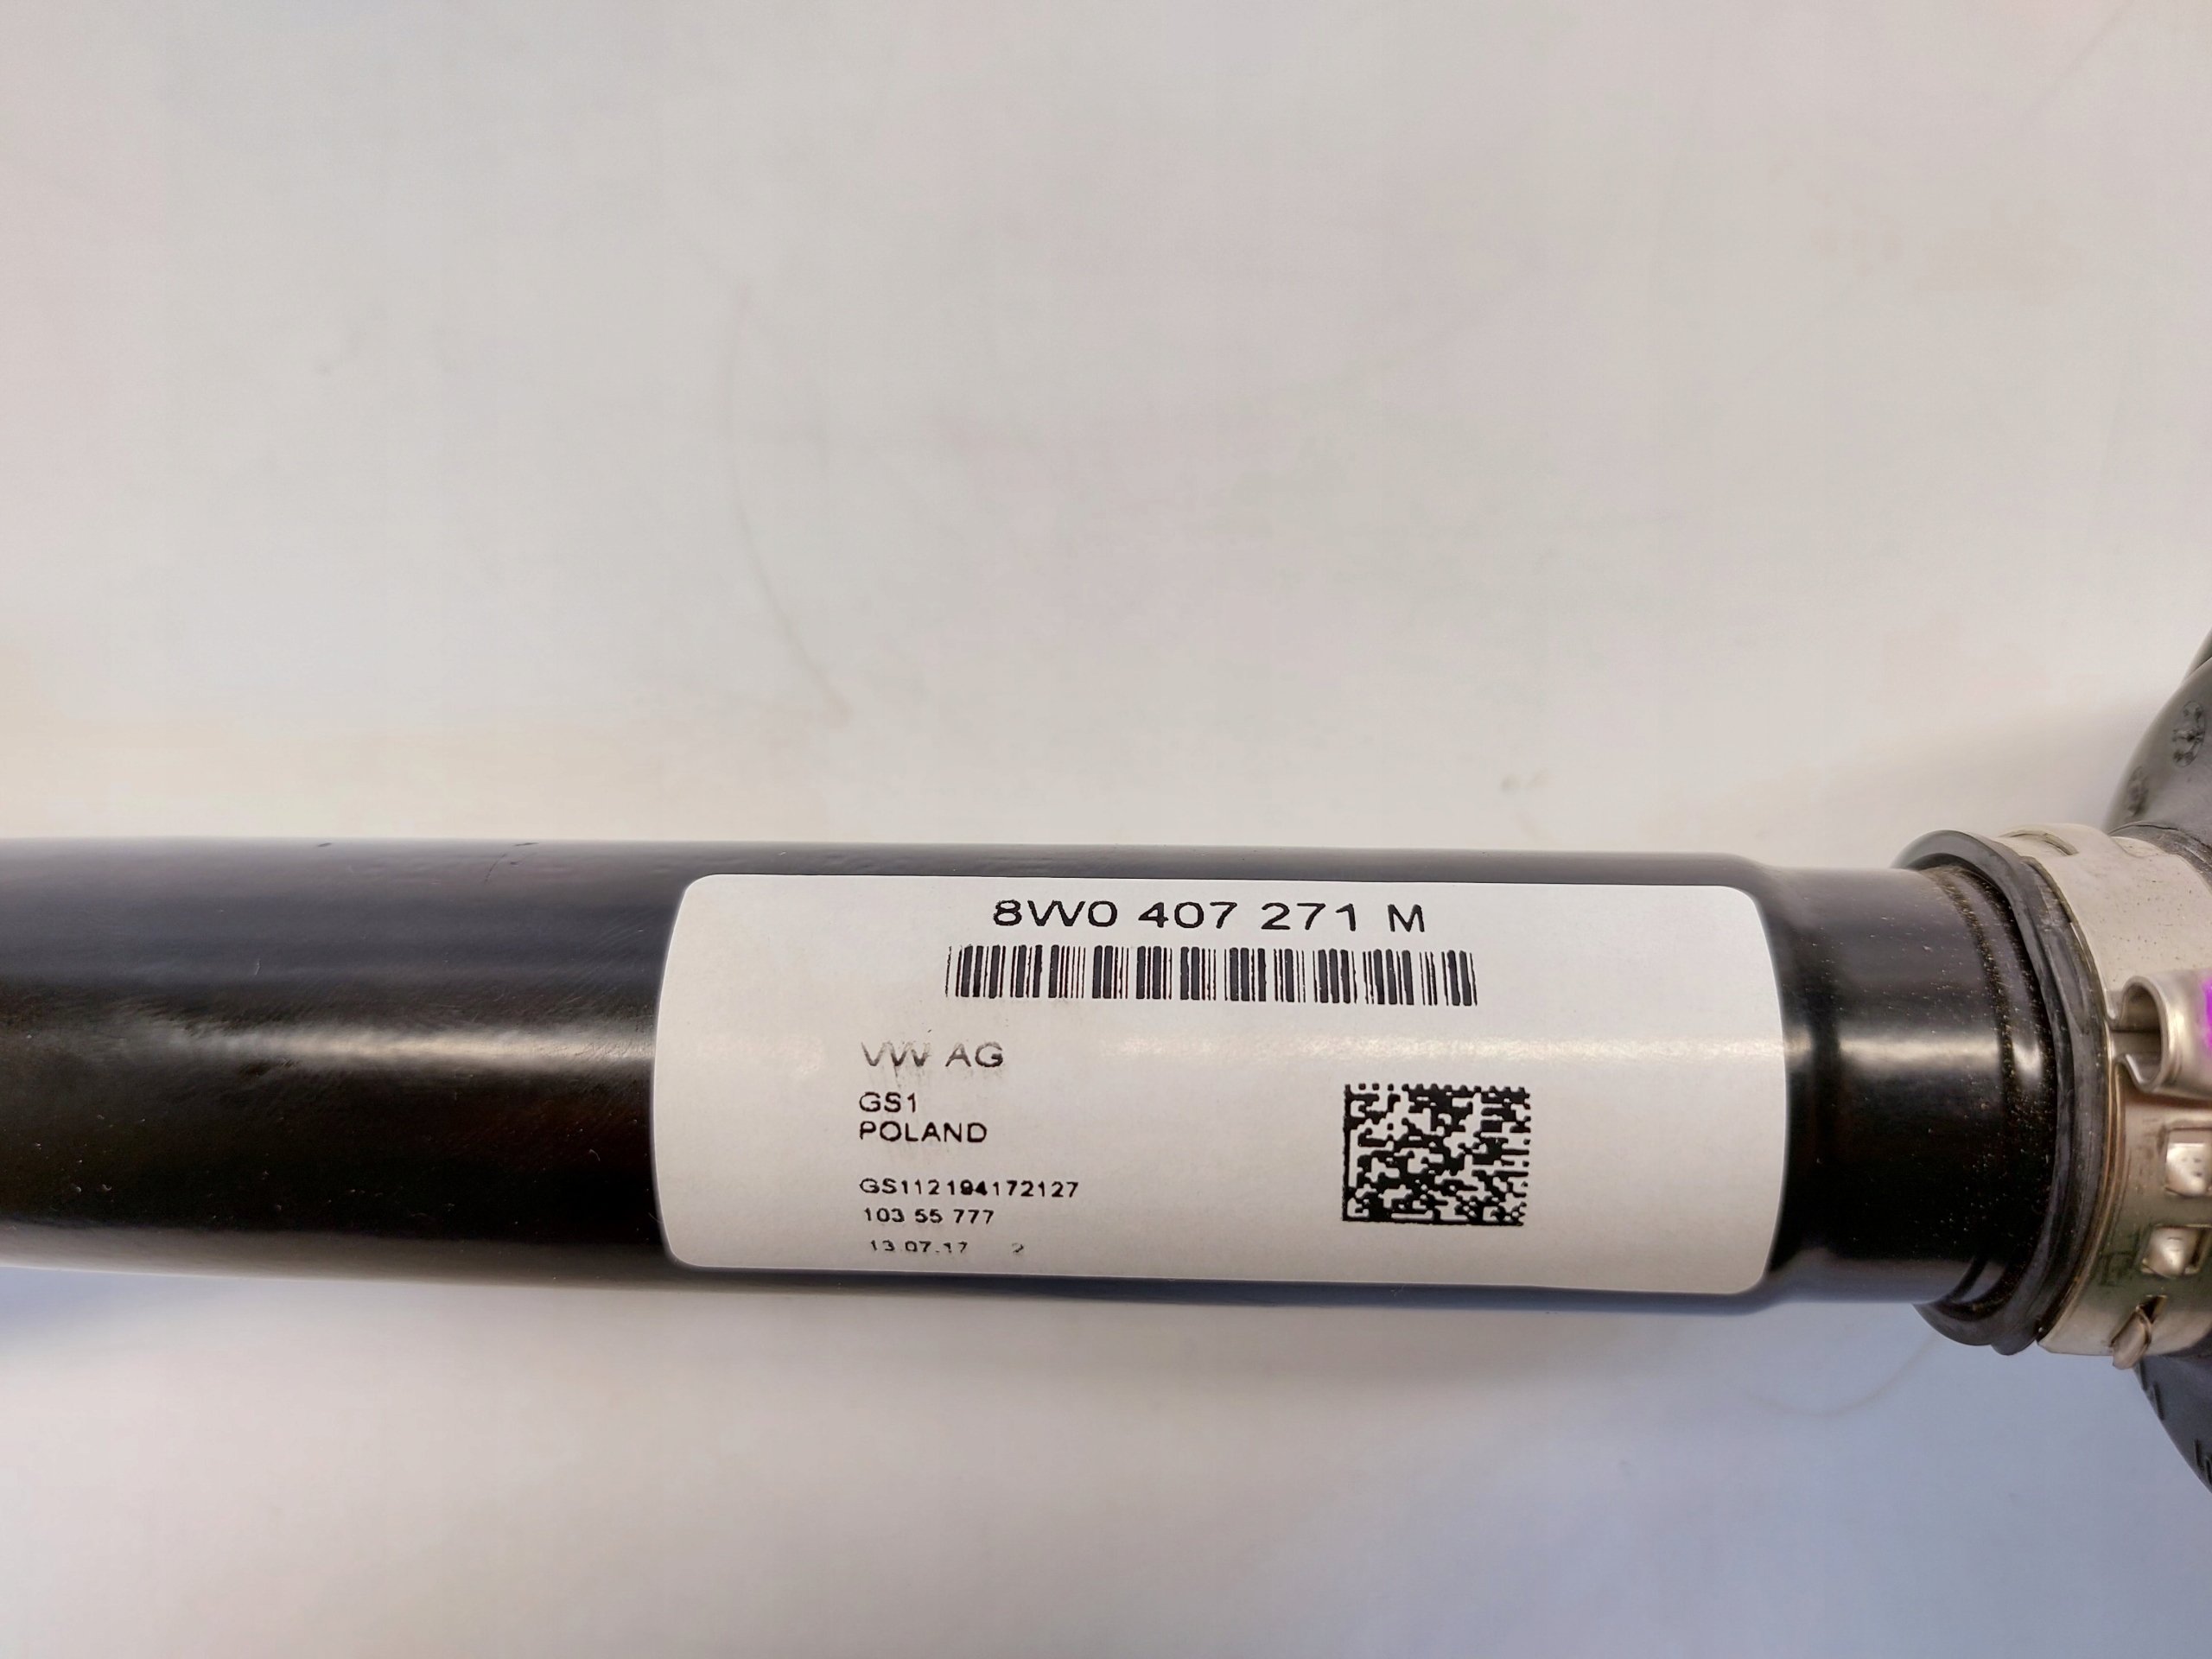 8W0 407 271 M
VW AG
GS1
POLAND
GS112194172127
103 55 777
13.07.17 2